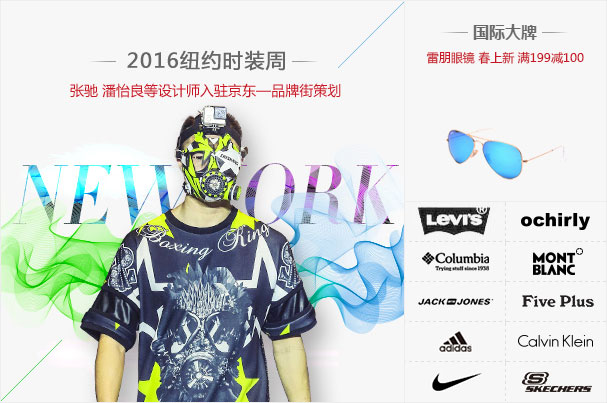 2016纽约时装周
张驰 潘怡良等设计师入驻京东—品牌街策划
NEW YORK
Boxing Ring
国际大牌
雷朋眼镜 春上新 满199减100
LEVI'S®
ochirly
Columbia
Trying stuff since 1938
MONT BLANC
JACK JONES
Five Plus
adidas
Calvin Klein
S
SKECHERS